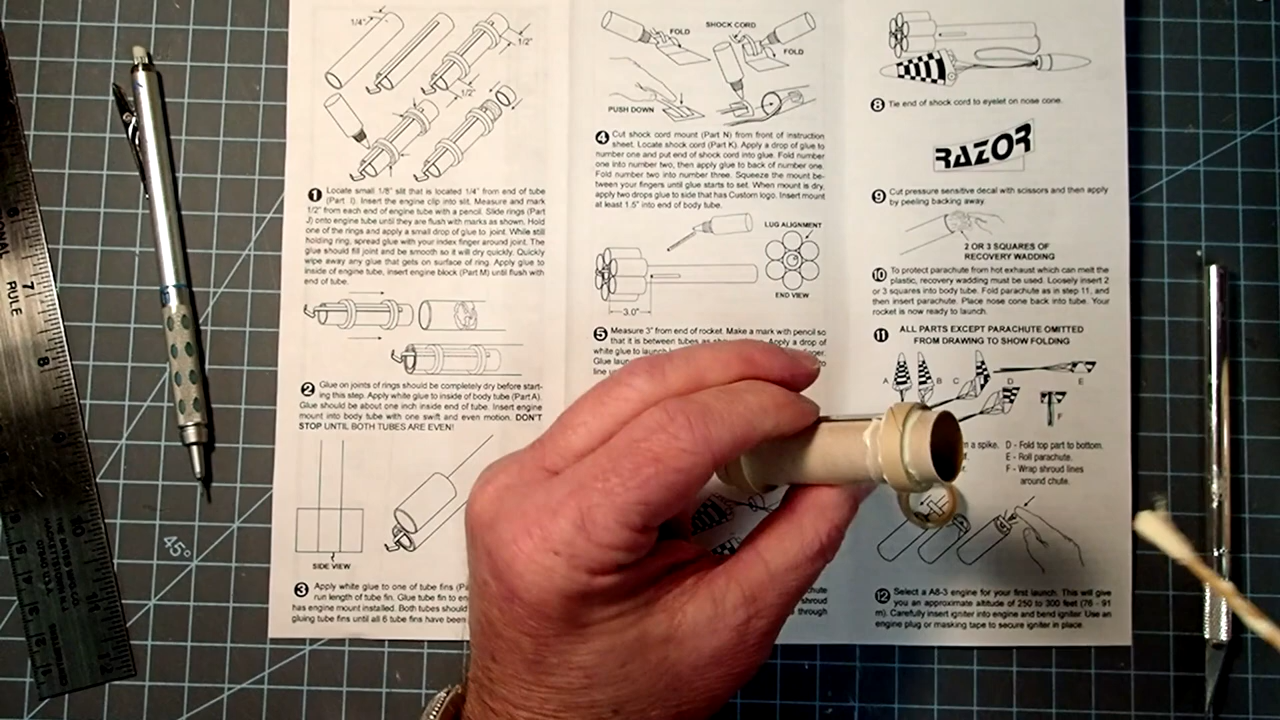 1/4"
1/2"
1/2"
1 Locate small 1/8" slit that is located 1/4" from end of tube
(Part I). Insert the engine clip into slit. Measure and mark
1/2" from each end of engine tube with a pencil. Slide rings (Part
J) onto engine tube until they are flush with marks as shown. Hold
one of the rings and apply a small drop of glue to joint. While still
holding ring, spread glue with your index finger around joint. The
glue should fill joint and be smooth so it will dry quickly. Quickly
wipe away any glue that gets on surface of ring. Apply glue to
inside of engine tube, insert engine block (Part M) until flush with
end of tube.
2 Glue on joints of rings should be completely dry before start-
ing this step. Apply white glue to inside of body tube (Part A).
Glue should be about one inch inside end of tube. Insert engine
mount into body tube with one swift and even motion. DON'T
STOP UNTIL BOTH TUBES ARE EVEN!
SIDE VIEW
3 Apply white glue to one of tube fins
run length of tube fin. Glue tube fin to
has engine mount installed. Both tubes should
gluing tube fins until all 6 tube fins have been
FOLD
SHOCK CORD
FOLD
PUSH DOWN
4 Cut shock cord mount (Part N) from front of instruction
sheet. Locate shock cord (Part K). Apply a drop of glue to
number one and put end of shock cord into glue. Fold number
one into number two, then apply glue to back of number one.
Fold number two into number three. Squeeze the mount be-
tween your fingers until glue starts to set. When mount is dry,
apply two drops glue to side that has Custom logo. Insert mount
at least 1.5" into end of body tube.
LUG ALIGNMENT
END VIEW
3.0"
5 Measure 3" from end of rocket. Make a mark with pencil so
that it is between tubes as Apply a drop of
white glue to
Glue
line
through
8 Tie end of shock cord to eyelet on nose cone.
RAZOR
9 Cut pressure sensitive decal with scissors and then apply
by peeling backing away.
2 OR 3 SQUARES OF
RECOVERY WADDING
10 To protect parachute from hot exhaust which can melt the
plastic, recovery wadding must be used. Loosely insert 2
or 3 squares into body tube. Fold parachute as in step 11, and
then insert parachute. Place nose cone back into tube. Your
rocket is now ready to launch.
11 ALL PARTS EXCEPT PARACHUTE OMITTED
FROM DRAWING TO SHOW FOLDING
A B C D E
F
a spike. D - Fold top part to bottom.
E - Roll parachute.
F - Wrap shroud lines
around chute.
12 Select a A8-3 engine for your first launch. This will give
you an approximate altitude of 250 to 300 feet (76 - 91
m). Carefully insert igniter into engine and bend igniter. Use an
engine plug or masking tape to secure igniter in place.
45°
RULE
7
8